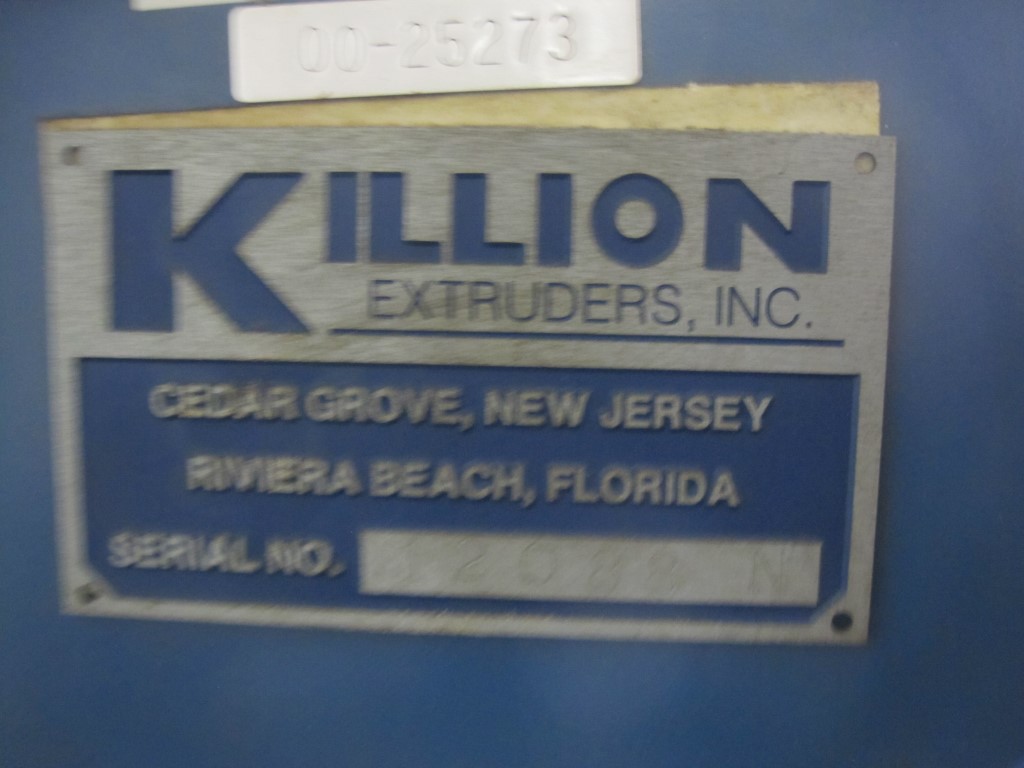 00-25273
KILLION
EXTRUDERS, INC.
CEDAR GROVE, NEW JERSEY
RIVIERA BEACH, FLORIDA
SERIAL NO.